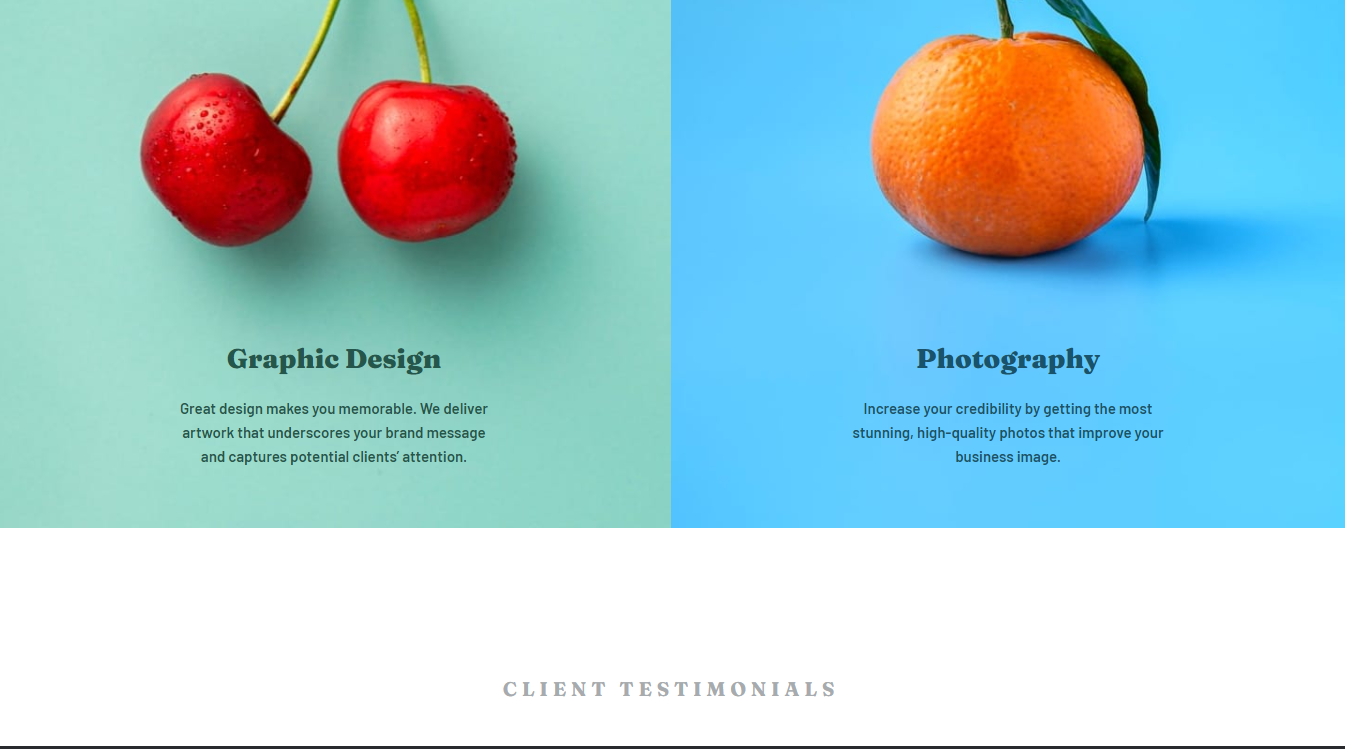 Graphic Design
Great design makes you memorable. We deliver
artwork that underscores your brand message
and captures potential clients’ attention.
Photography
Increase your credibility by getting the most
stunning, high-quality photos that improve your
business image.
CLIENT TESTIMONIALS